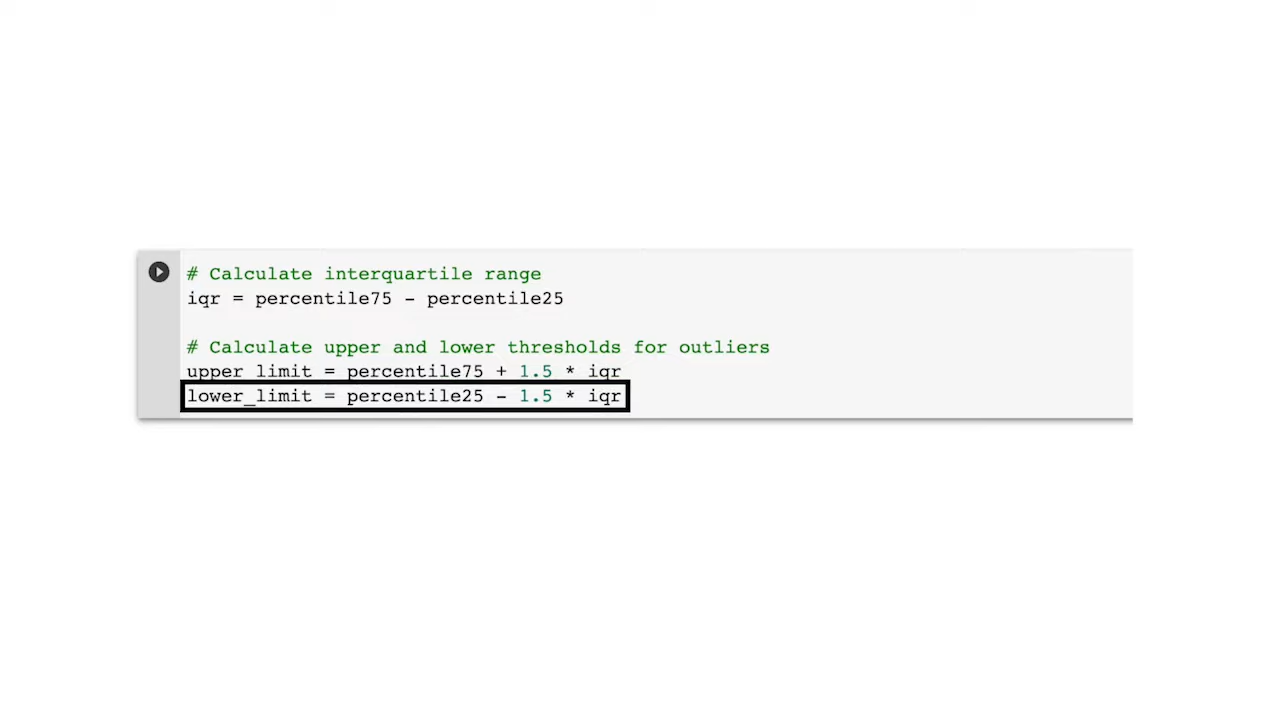 # Calculate interquartile range
iqr = percentile75 - percentile25
# Calculate upper and lower thresholds for outliers
upper_limit = percentile75 + 1.5 * iqr
lower_limit = percentile25 - 1.5 * iqr